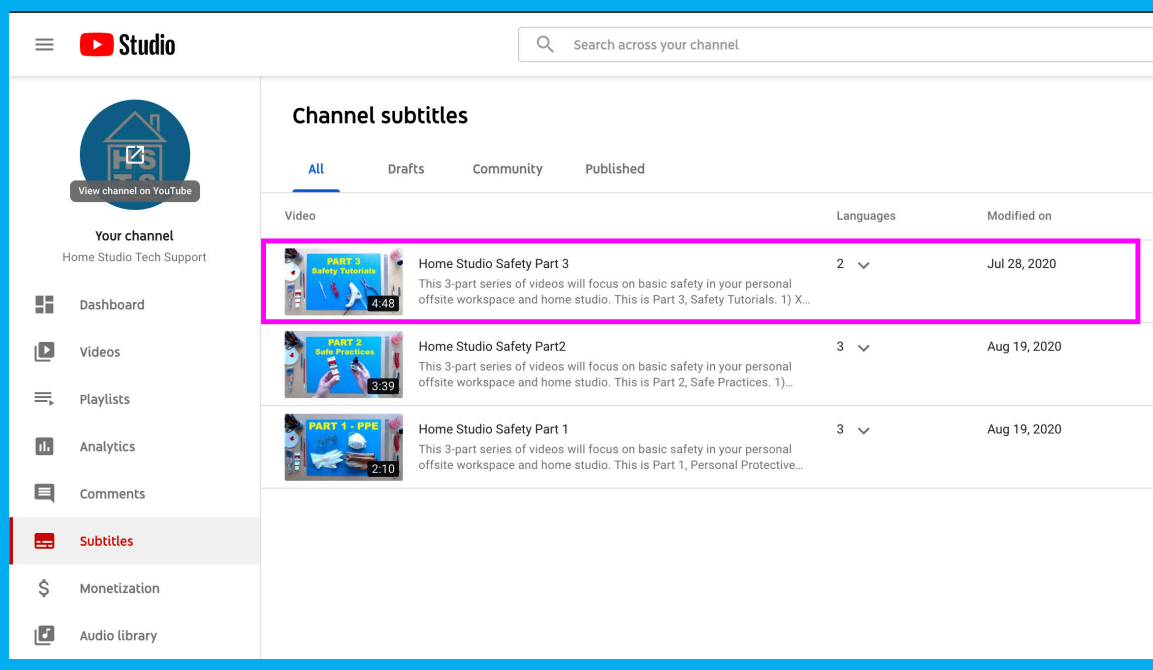 Studio
Search across your channel
HS
View channel on YouTube
Your channel
Home Studio Tech Support
Dashboard
Videos
Playlists
Analytics
Comments
Subtitles
Monetization
Audio library
Channel subtitles
All Drafts Community Published
Video Languages Modified on
PART 3
Safety Tutorials
4:48
Home Studio Safety Part 3
This 3-part series of videos will focus on basic safety in your personal
offsite workspace and home studio. This is Part 3, Safety Tutorials. 1) X...
2
Jul 28, 2020
PART 2
Safe Practices
3:39
Home Studio Safety Part2
This 3-part series of videos will focus on basic safety in your personal
offsite workspace and home studio. This is Part 2, Safe Practices. 1)...
3
Aug 19, 2020
PART 1 - PPE
2:10
Home Studio Safety Part 1
This 3-part series of videos will focus on basic safety in your personal
offsite workspace and home studio. This is Part 1, Personal Protective...
3
Aug 19, 2020